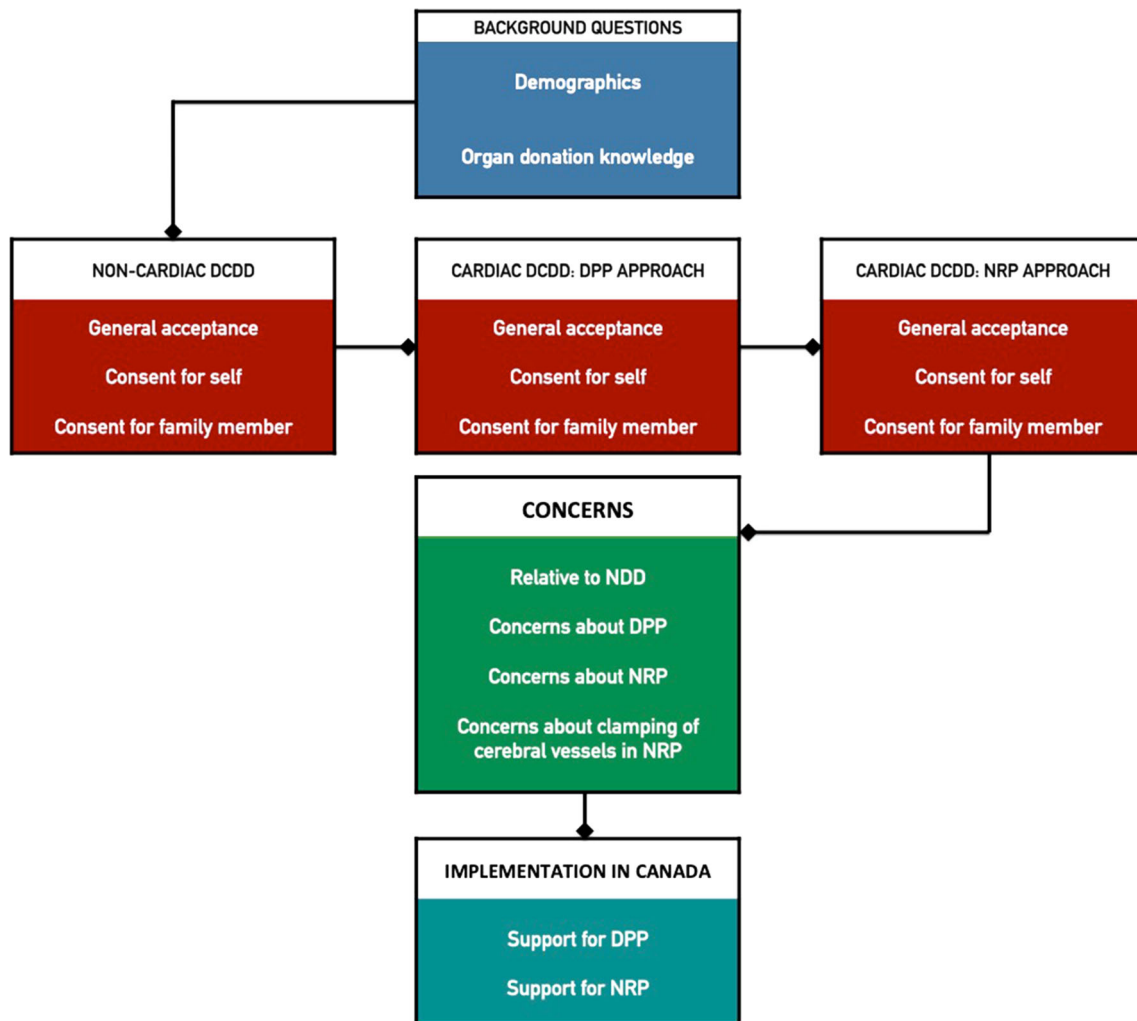 BACKGROUND QUESTIONS
Demographics
Organ donation knowledge
NON-CARDIAC DCDD
General acceptance
Consent for self
Consent for family member
CARDIAC DCDD: DPP APPROACH
General acceptance
Consent for self
Consent for family member
CARDIAC DCDD: NRP APPROACH
General acceptance
Consent for self
Consent for family member
CONCERNS
Relative to NDD
Concerns about DPP
Concerns about NRP
Concerns about clamping of
cerebral vessels in NRP
IMPLEMENTATION IN CANADA
Support for DPP
Support for NRP